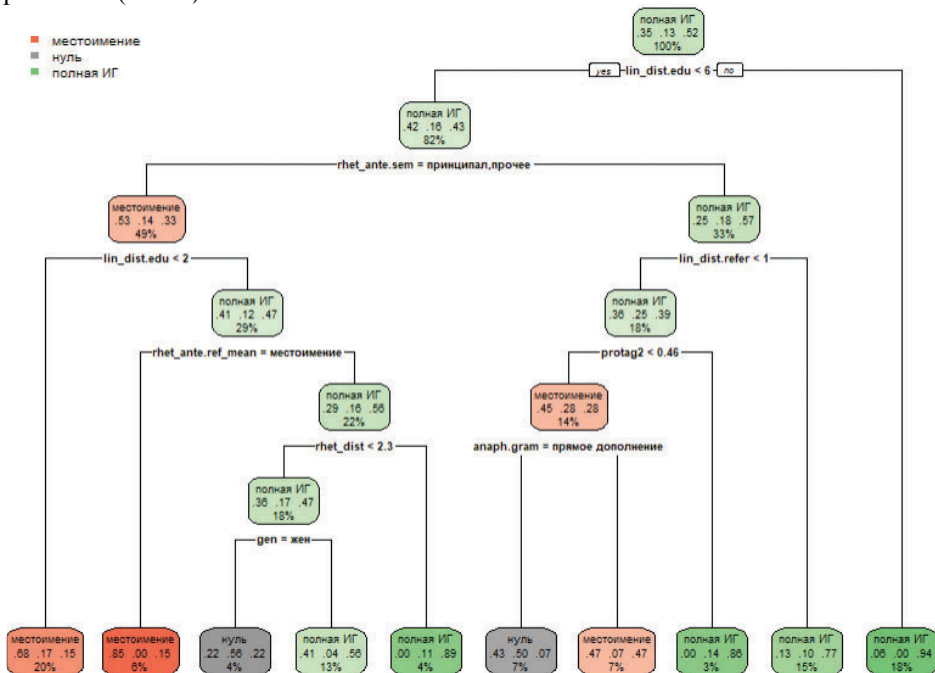 местоимение
нуль
полная ИГ
полная ИГ
.35 .13 .52
100%
yes lin_dist.edu < 6 no
полная ИГ
.42 .16 .43
82%
rhet_ante.sem = принципал,прочее
местоимение
.53 .14 .33
49%
полная ИГ
.25 .18 .57
33%
lin_dist.edu < 2
lin_dist.refer < 1
полная ИГ
.41 .12 .47
29%
полная ИГ
.36 .25 .39
18%
rhet_ante.ref_mean = местоимение
protag2 < 0.46
полная ИГ
.29 .16 .56
22%
местоимение
.45 .28 .28
14%
rhet_dist < 2.3
anaph.gram = прямое дополнение
полная ИГ
.36 .17 .47
18%
gen = жен
местоимение
.68 .17 .15
20%
местоимение
.85 .00 .15
6%
нуль
.22 .56 .22
4%
полная ИГ
.41 .04 .56
13%
полная ИГ
.00 .11 .89
4%
нуль
.43 .50 .07
7%
местоимение
.47 .07 .47
7%
полная ИГ
.00 .14 .86
3%
полная ИГ
.13 .10 .77
15%
полная ИГ
.06 .00 .94
18%